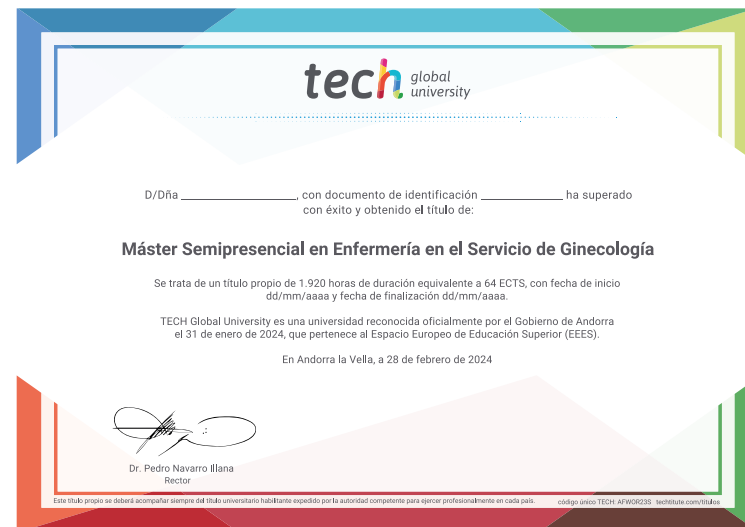 tech global university
D/Dña ____________________, con documento de identificación ______________ ha superado
con éxito y obtenido el título de:
Máster Semipresencial en Enfermería en el Servicio de Ginecología
Se trata de un título propio de 1.920 horas de duración equivalente a 64 ECTS, con fecha de inicio
dd/mm/aaaa y fecha de finalización dd/mm/aaaa.
TECH Global University es una universidad reconocida oficialmente por el Gobierno de Andorra
el 31 de enero de 2024, que pertenece al Espacio Europeo de Educación Superior (EEES).
En Andorra la Vella, a 28 de febrero de 2024
Dr. Pedro Navarro Illana
Rector
Este título propio se deberá acompañar siempre del título universitario habilitante expedido por la autoridad competente para ejercer profesionalmente en cada país. código único TECH: AFWOR23S techtitute.com/titulos